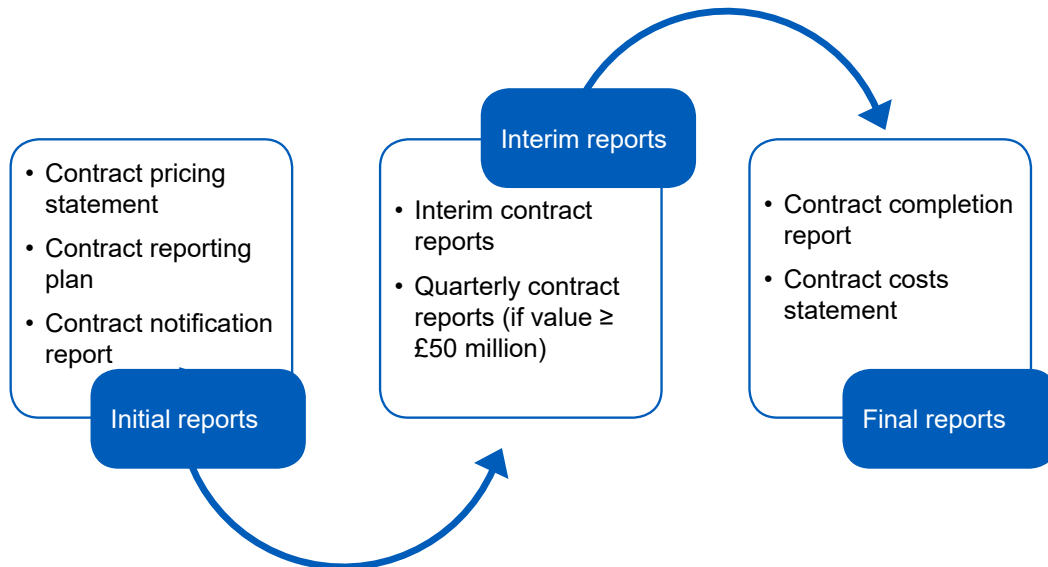 • Contract pricing
statement
• Contract reporting
plan
• Contract notification
report
Initial reports
Interim reports
• Interim contract
reports
• Quarterly contract
reports (if value ≥
£50 million)
• Contract completion
report
• Contract costs
statement
Final reports